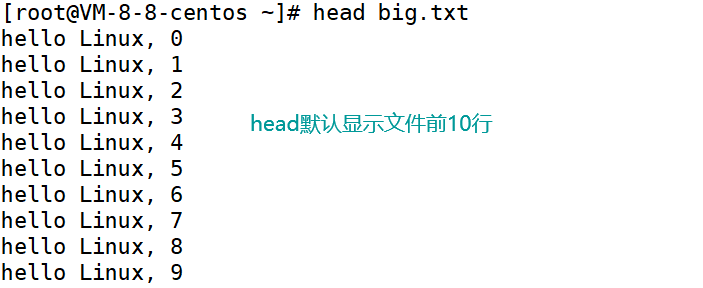 [root@VM-8-8-centos ~]# head big.txt
hello Linux, 0
hello Linux, 1
hello Linux, 2
hello Linux, 3
head默认显示文件前10行
hello Linux, 4
hello Linux, 5
hello Linux, 6
hello Linux, 7
hello Linux, 8
hello Linux, 9